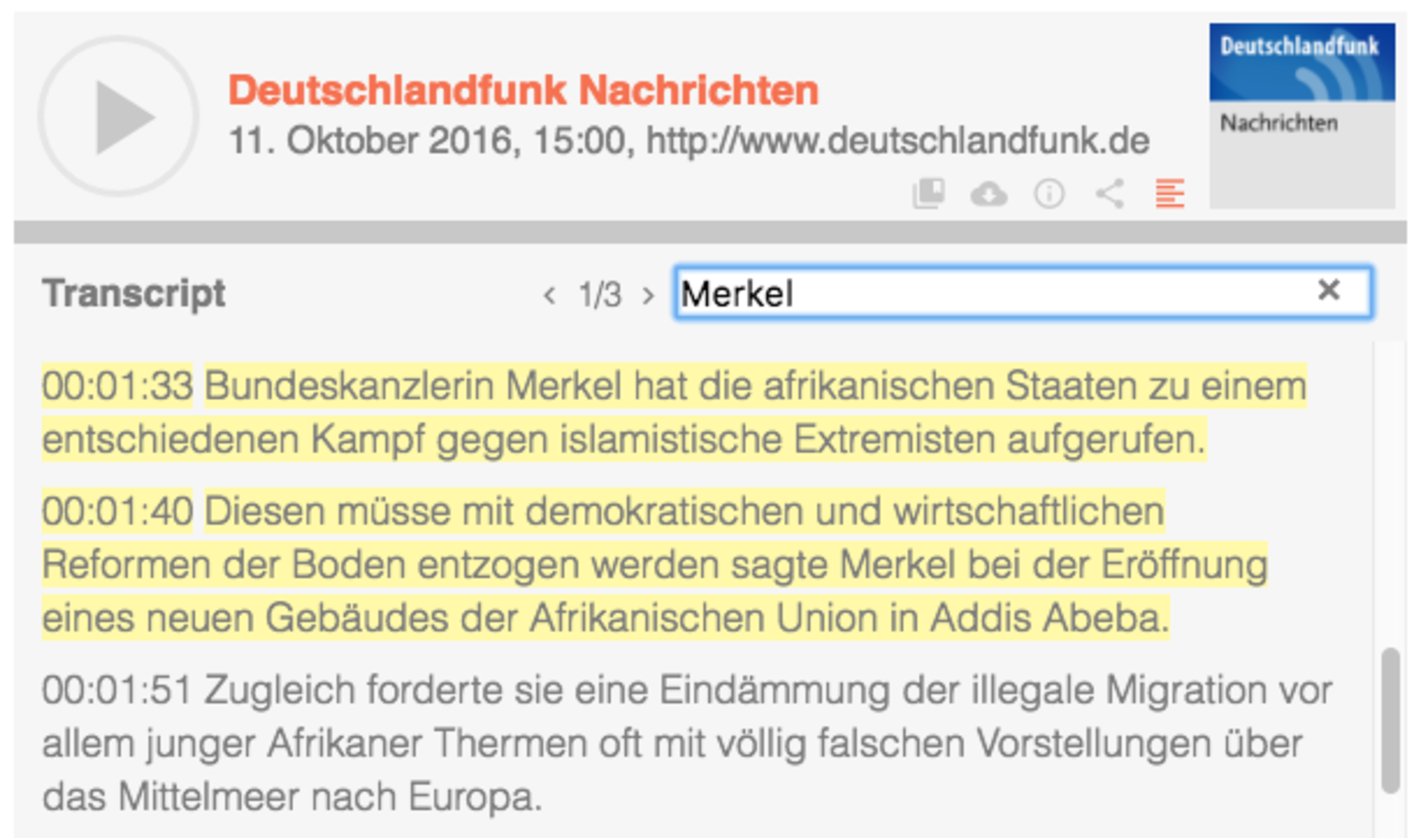 Deutschlandfunk Nachrichten
11. Oktober 2016, 15:00, http://www.deutschlandfunk.de
Deutschlandfunk
Nachrichten
Transcript
< 1/3 >
Merkel
×
00:01:33 Bundeskanzlerin Merkel hat die afrikanischen Staaten zu einem
entschiedenen Kampf gegen islamistische Extremisten aufgerufen.
00:01:40 Diesen müsse mit demokratischen und wirtschaftlichen
Reformen der Boden entzogen werden sagte Merkel bei der Eröffnung
eines neuen Gebäudes der Afrikanischen Union in Addis Abeba.
00:01:51 Zugleich forderte sie eine Eindämmung der illegale Migration vor
allem junger Afrikaner Thermen oft mit völlig falschen Vorstellungen über
das Mittelmeer nach Europa.